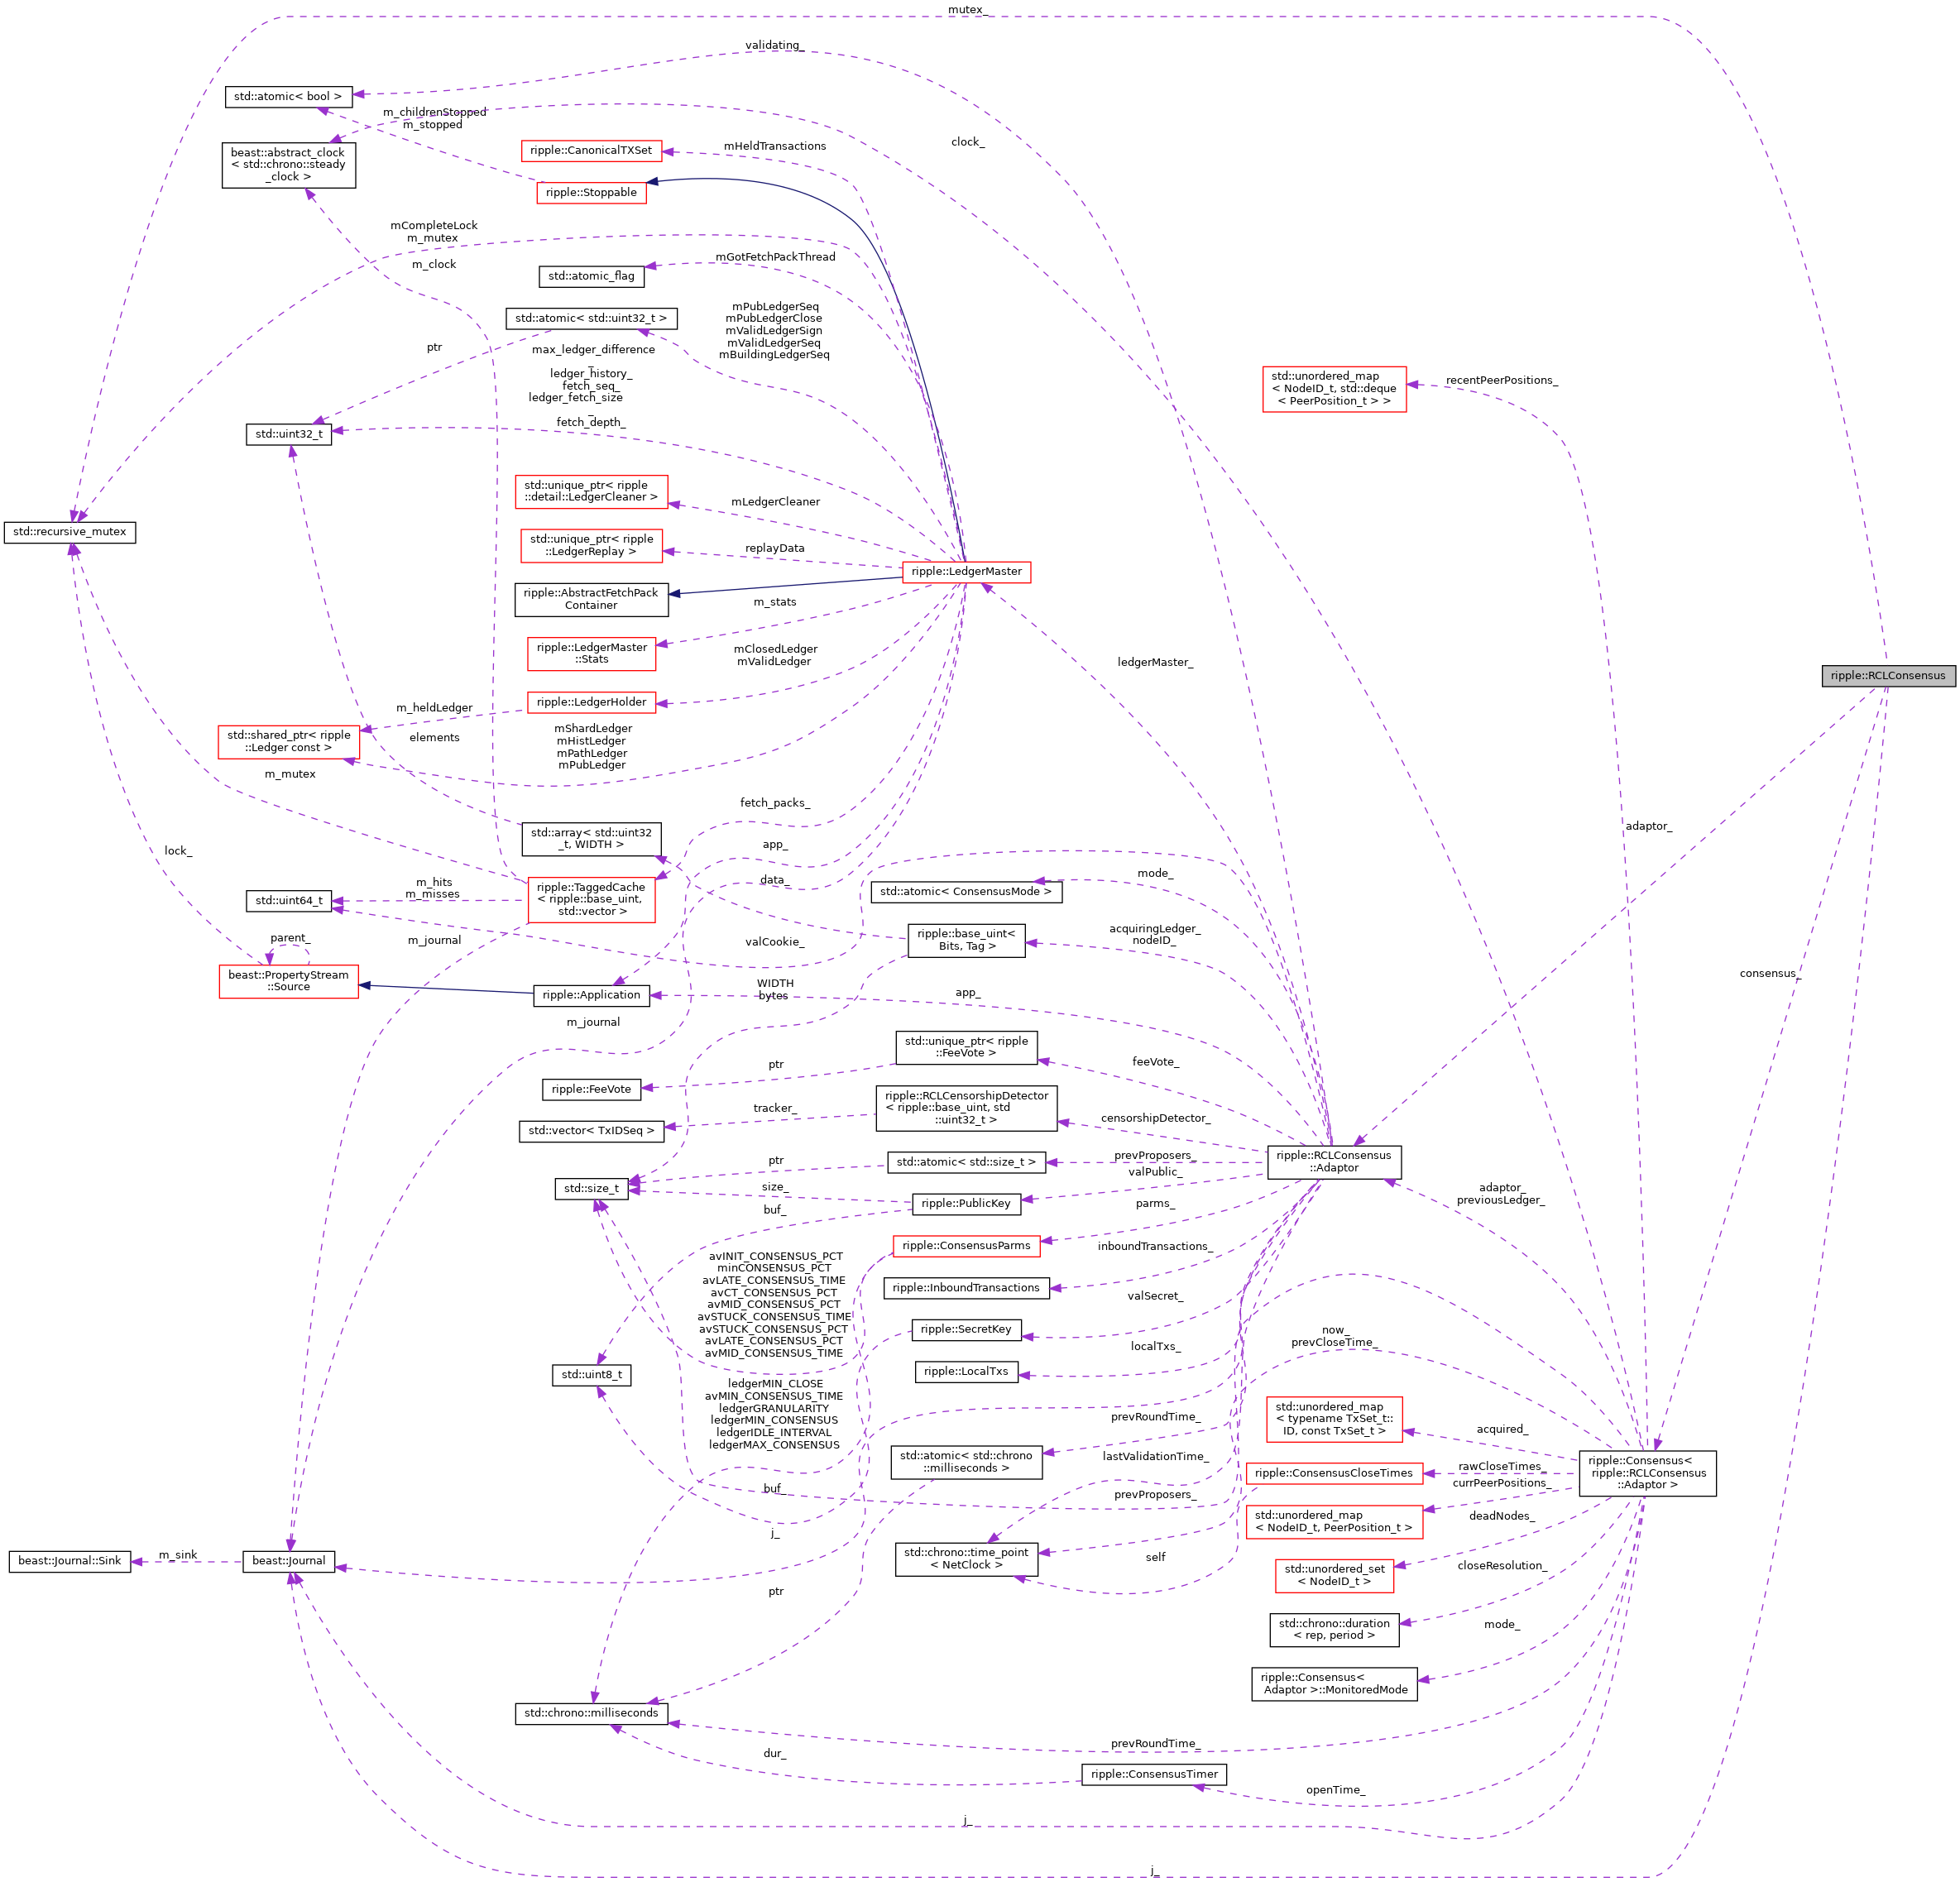 mutex_
validating_
std::atomic< bool >
m_childrenStopped
m_stopped
clock_
beast::abstract_clock
< std::chrono::steady
_clock >
mHeldTransactions
ripple::CanonicalTXSet
ripple::Stoppable
mCompleteLock
m_mutex
m_clock
mGotFetchPackThread
std::atomic_flag
mPubLedgerSeq
mPubLedgerClose
mValidLedgerSign
mValidLedgerSeq
mBuildingLedgerSeq
std::atomic< std::uint32_t >
ptr
max_ledger_difference
_
ledger_history_
fetch_seq_
ledger_fetch_size
_
fetch_depth_
std::unordered_map
< NodeID_t, std::deque
< PeerPosition_t > >
recentPeerPositions_
std::uint32_t
std::unique_ptr< ripple
::detail::LedgerCleaner >
mLedgerCleaner
std::recursive_mutex
std::unique_ptr< ripple
::LedgerReplay >
replayData
ripple::LedgerMaster
ripple::AbstractFetchPack
Container
m_stats
ripple::LedgerMaster
::Stats
mClosedLedger
mValidLedger
ledgerMaster_
ripple::RCLConsensus
ripple::LedgerHolder
m_heldLedger
std::shared_ptr< ripple
::Ledger const >
elements
mShardLedger
mHistLedger
mPathLedger
mPubLedger
m_mutex
fetch_packs_
std::array< std::uint32
_t, WIDTH >
adaptor_
lock_
app_
data_
ripple::TaggedCache
< ripple::base_uint,
std::vector >
m_hits
m_misses
std::uint64_t
std::atomic< ConsensusMode >
mode_
m_journal
parent_
valCookie_
ripple::base_uint<
Bits, Tag >
acquiringLedger_
nodeID_
beast::PropertyStream
::Source
ripple::Application
WIDTH
bytes
app_
consensus_
m_journal
std::unique_ptr< ripple
::FeeVote >
feeVote_
ptr
ripple::FeeVote
ripple::RCLCensorshipDetector
< ripple::base_uint, std
::uint32_t >
censorshipDetector_
tracker_
std::vector< TxIDSeq >
ptr
std::atomic< std::size_t >
prevProposers_
ripple::RCLConsensus
::Adaptor
valPublic_
std::size_t
size_
ripple::PublicKey
buf_
parms_
adaptor_
previousLedger_
ripple::ConsensusParms
inboundTransactions_
avINIT_CONSENSUS_PCT
minCONSENSUS_PCT
avLATE_CONSENSUS_TIME
avCT_CONSENSUS_PCT
avMID_CONSENSUS_PCT
avSTUCK_CONSENSUS_TIME
avSTUCK_CONSENSUS_PCT
avLATE_CONSENSUS_PCT
avMID_CONSENSUS_TIME
ripple::InboundTransactions
valSecret_
ripple::SecretKey
now_
prevCloseTime_
localTxs_
ripple::LocalTxs
std::uint8_t
ledgerMIN_CLOSE
avMIN_CONSENSUS_TIME
ledgerGRANULARITY
ledgerMIN_CONSENSUS
ledgerIDLE_INTERVAL
ledgerMAX_CONSENSUS
std::unordered_map
< typename TxSet_t::
ID, const TxSet_t >
prevRoundTime_
acquired_
std::atomic< std::chrono
::milliseconds >
lastValidationTime_
ripple::ConsensusCloseTimes
rawCloseTimes_
currPeerPositions_
ripple::Consensus<
ripple::RCLConsensus
::Adaptor >
buf_
prevProposers_
std::unordered_map
< NodeID_t, PeerPosition_t >
deadNodes_
j_
std::chrono::time_point
< NetClock >
self
beast::Journal::Sink
m_sink
beast::Journal
std::unordered_set
< NodeID_t >
closeResolution_
ptr
std::chrono::duration
< rep, period >
mode_
ripple::Consensus<
Adaptor >::MonitoredMode
std::chrono::milliseconds
prevRoundTime_
dur_
ripple::ConsensusTimer
openTime_
j_
j_